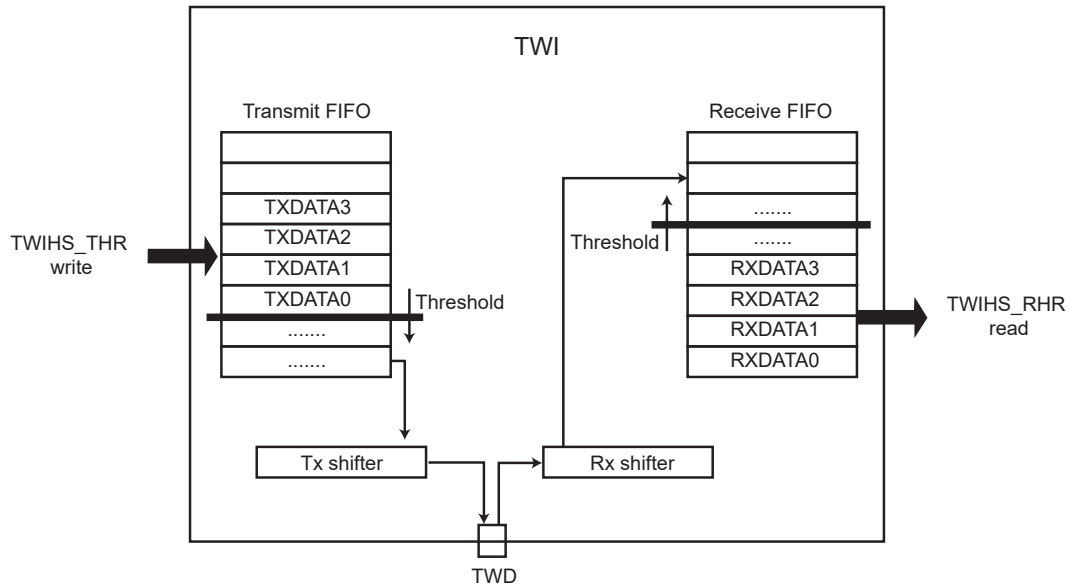 TWI
Transmit FIFO
TXDATA3
TXDATA2
TXDATA1
TXDATA0
.......
.......
TWIHS_THR
write
Threshold
Receive FIFO
.......
.......
RXDATA3
RXDATA2
RXDATA1
RXDATA0
Threshold
TWIHS_RHR
read
Tx shifter
Rx shifter
TWD